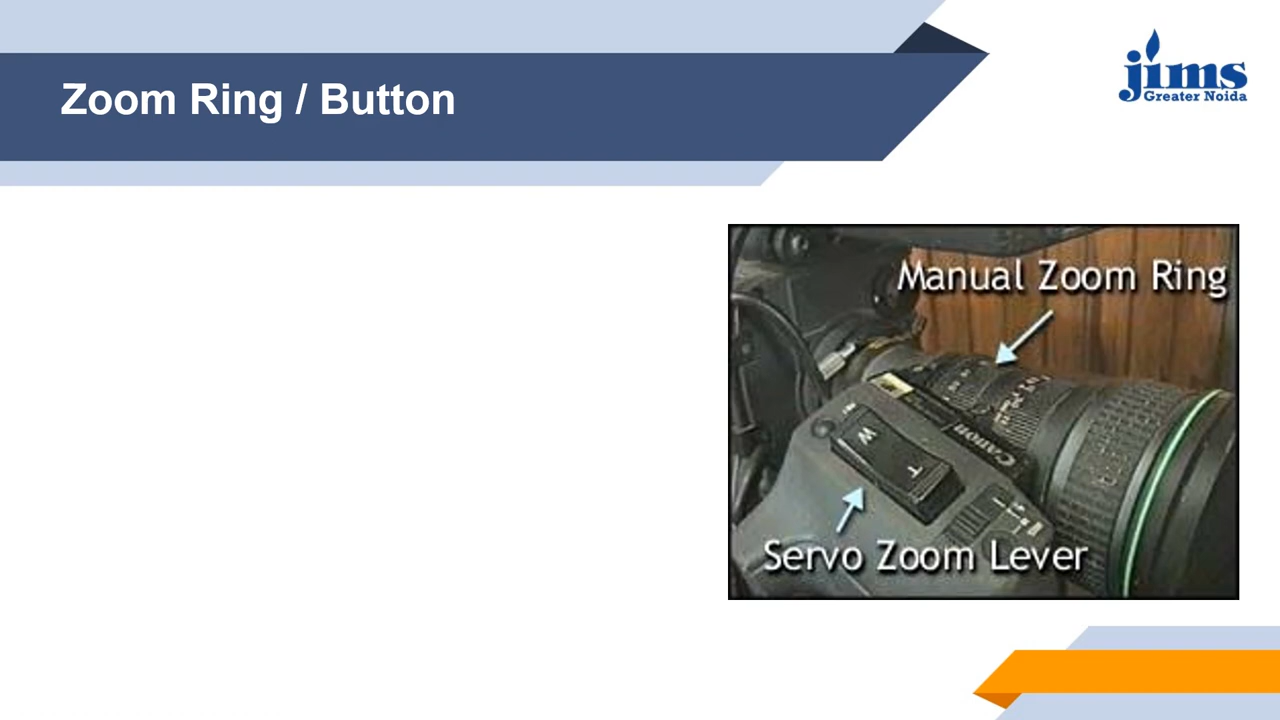 Zoom Ring / Button
jims
Greater Noida
Manual Zoom Ring
W
T
Canon
Servo Zoom Lever